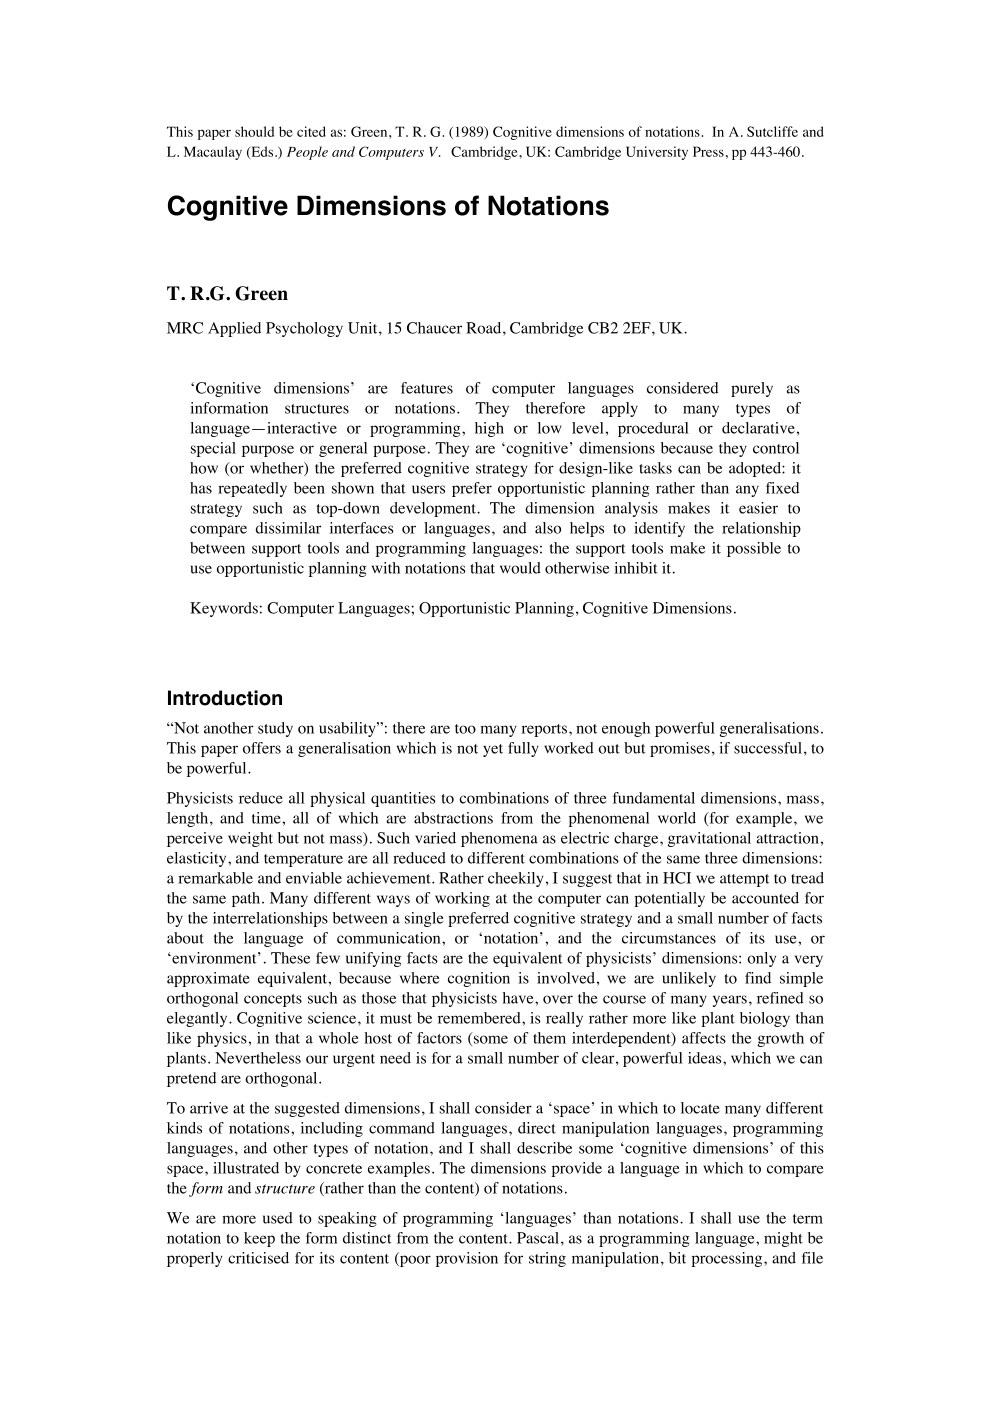 This paper should be cited as: Green, T. R. G. (1989) Cognitive dimensions of notations. In A. Sutcliffe and
L. Macaulay (Eds.) People and Computers V. Cambridge, UK: Cambridge University Press, pp 443-460.
Cognitive Dimensions of Notations
T. R.G. Green
MRC Applied Psychology Unit, 15 Chaucer Road, Cambridge CB2 2EF, UK.
‘Cognitive dimensions’ are features of computer languages considered purely as
information structures or notations. They therefore apply to many types of
language—interactive or programming, high or low level, procedural or declarative,
special purpose or general purpose. They are ‘cognitive’ dimensions because they control
how (or whether) the preferred cognitive strategy for design-like tasks can be adopted: it
has repeatedly been shown that users prefer opportunistic planning rather than any fixed
strategy such as top-down development. The dimension analysis makes it easier to
compare dissimilar interfaces or languages, and also helps to identify the relationship
between support tools and programming languages: the support tools make it possible to
use opportunistic planning with notations that would otherwise inhibit it.
Keywords: Computer Languages; Opportunistic Planning, Cognitive Dimensions.
Introduction
“Not another study on usability”: there are too many reports, not enough powerful generalisations.
This paper offers a generalisation which is not yet fully worked out but promises, if successful, to
be powerful.
Physicists reduce all physical quantities to combinations of three fundamental dimensions, mass,
length, and time, all of which are abstractions from the phenomenal world (for example, we
perceive weight but not mass). Such varied phenomena as electric charge, gravitational attraction,
elasticity, and temperature are all reduced to different combinations of the same three dimensions:
a remarkable and enviable achievement. Rather cheekily, I suggest that in HCI we attempt to tread
the same path. Many different ways of working at the computer can potentially be accounted for
by the interrelationships between a single preferred cognitive strategy and a small number of facts
about the language of communication, or ‘notation’, and the circumstances of its use, or
‘environment’. These few unifying facts are the equivalent of physicists’ dimensions: only a very
approximate equivalent, because where cognition is involved, we are unlikely to find simple
orthogonal concepts such as those that physicists have, over the course of many years, refined so
elegantly. Cognitive science, it must be remembered, is really rather more like plant biology than
like physics, in that a whole host of factors (some of them interdependent) affects the growth of
plants. Nevertheless our urgent need is for a small number of clear, powerful ideas, which we can
pretend are orthogonal.
To arrive at the suggested dimensions, I shall consider a ‘space’ in which to locate many different
kinds of notations, including command languages, direct manipulation languages, programming
languages, and other types of notation, and I shall describe some ‘cognitive dimensions’ of this
space, illustrated by concrete examples. The dimensions provide a language in which to compare
the form and structure (rather than the content) of notations.
We are more used to speaking of programming ‘languages’ than notations. I shall use the term
notation to keep the form distinct from the content. Pascal, as a programming language, might be
properly criticised for its content (poor provision for string manipulation, bit processing, and file